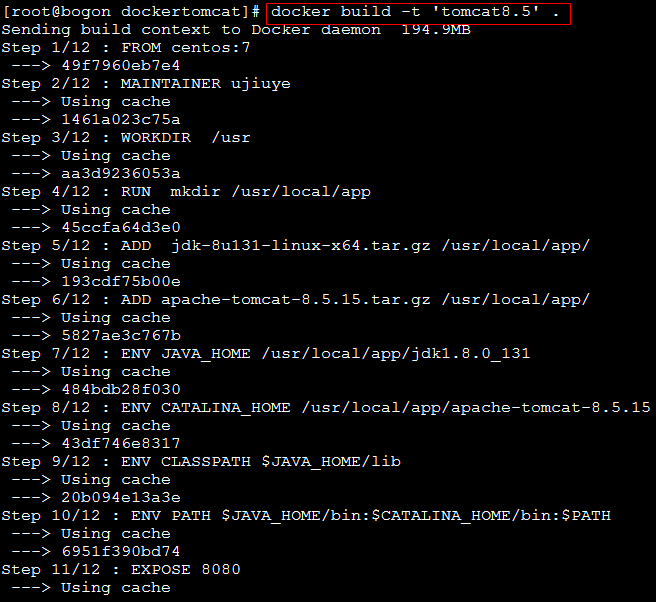 [root@bogon dockertomcat]# docker build -t 'tomcat8.5' .
Sending build context to Docker daemon  194.9MB
Step 1/12 : FROM centos:7
 ---> 49f7960eb7e4
Step 2/12 : MAINTAINER ujiuye
 ---> Using cache
 ---> 1461a023c75a
Step 3/12 : WORKDIR  /usr
 ---> Using cache
 ---> aa3d9236053a
Step 4/12 : RUN  mkdir /usr/local/app
 ---> Using cache
 ---> 45ccfa64d3e0
Step 5/12 : ADD  jdk-8u131-linux-x64.tar.gz /usr/local/app/
 ---> Using cache
 ---> 193cdf75b00e
Step 6/12 : ADD apache-tomcat-8.5.15.tar.gz /usr/local/app/
 ---> Using cache
 ---> 5827ae3c767b
Step 7/12 : ENV JAVA_HOME /usr/local/app/jdk1.8.0_131
 ---> Using cache
 ---> 484bdb28f030
Step 8/12 : ENV CATALINA_HOME /usr/local/app/apache-tomcat-8.5.15
 ---> Using cache
 ---> 43df746e8317
Step 9/12 : ENV CLASSPATH $JAVA_HOME/lib
 ---> Using cache
 ---> 20b094e13a3e
Step 10/12 : ENV PATH $JAVA_HOME/bin:$CATALINA_HOME/bin:$PATH
 ---> Using cache
 ---> 6951f390bd74
Step 11/12 : EXPOSE 8080
 ---> Using cache